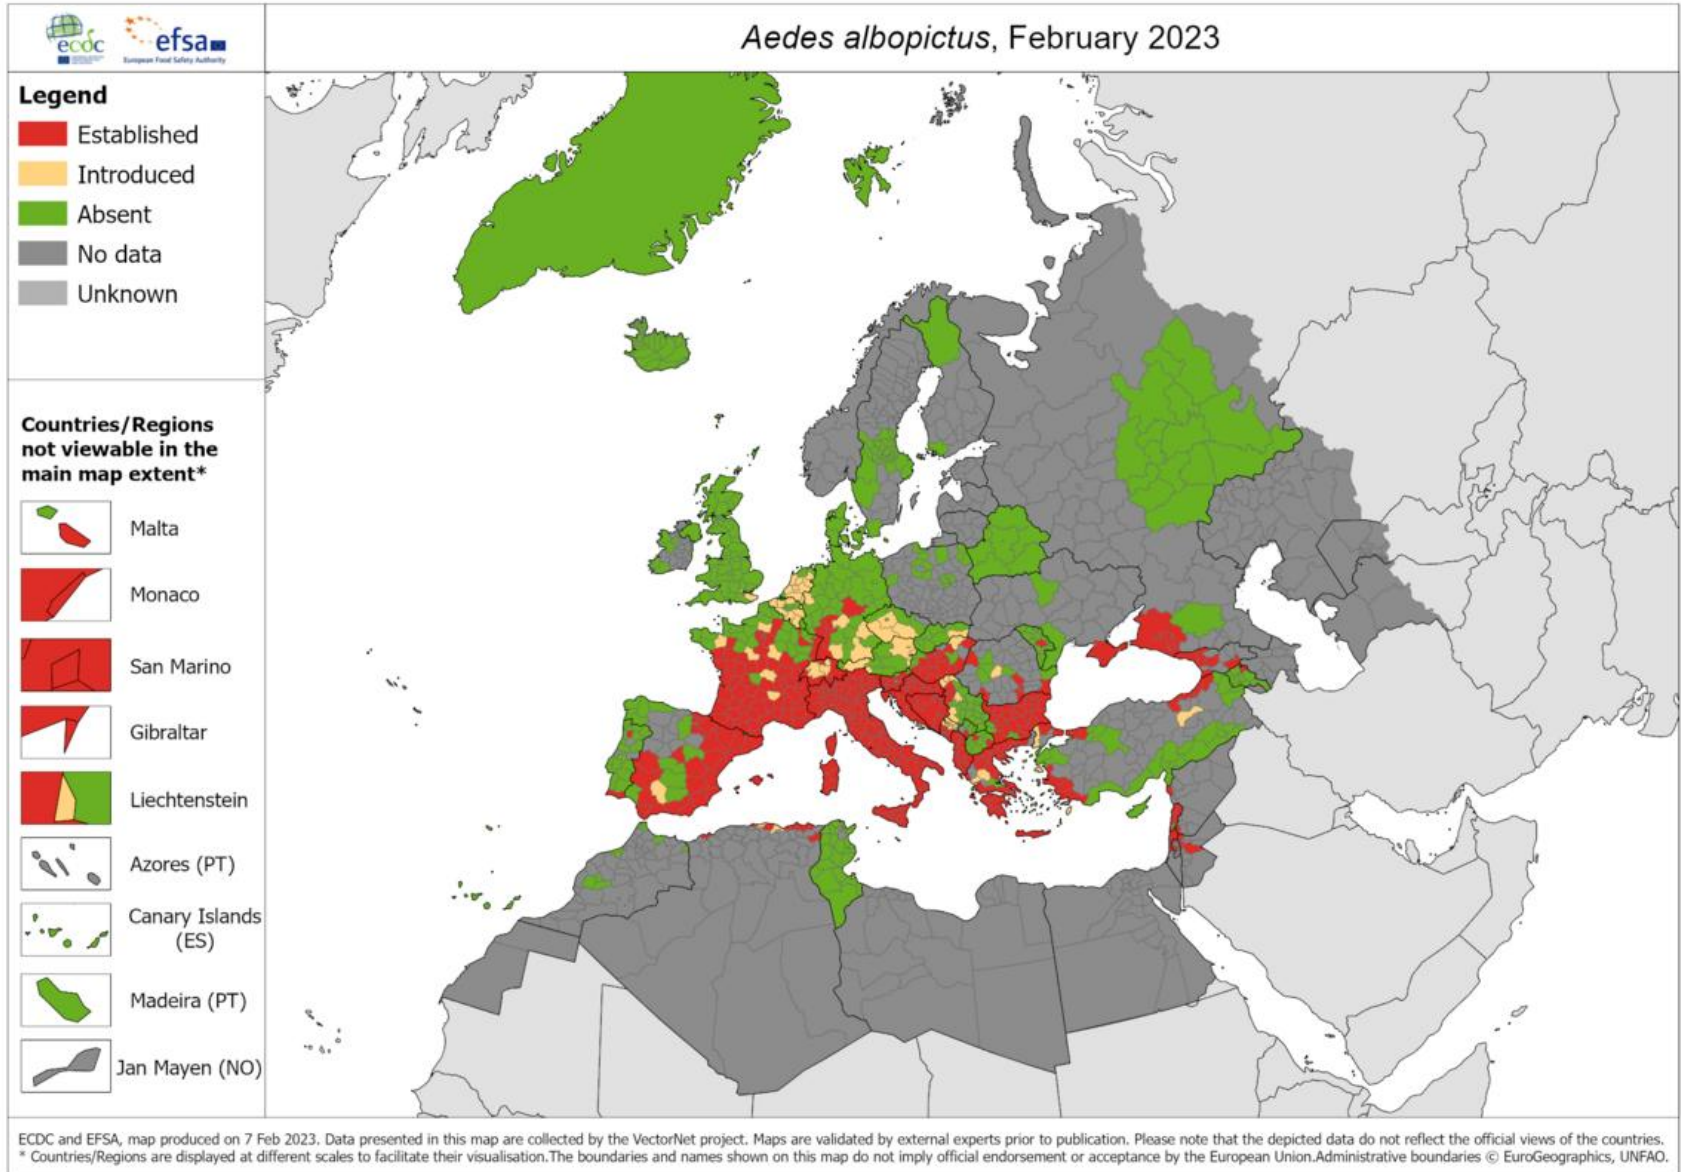 ecdc
efsa
European Food Safety Authority
Aedes albopictus, February 2023
Legend
Established
Introduced
Absent
No data
Unknown
Countries/Regions
not viewable in the
main map extent*
Malta
Monaco
San Marino
Gibraltar
Liechtenstein
Azores (PT)
Canary Islands
(ES)
Madeira (PT)
Jan Mayen (NO)
ECDC and EFSA, map produced on 7 Feb 2023. Data presented in this map are collected by the VectorNet project. Maps are validated by external experts prior to publication. Please note that the depicted data do not reflect the official views of the countries.
* Countries/Regions are displayed at different scales to facilitate their visualisation.The boundaries and names shown on this map do not imply official endorsement or acceptance by the European Union.Administrative boundaries © EuroGeographics, UNFAO.